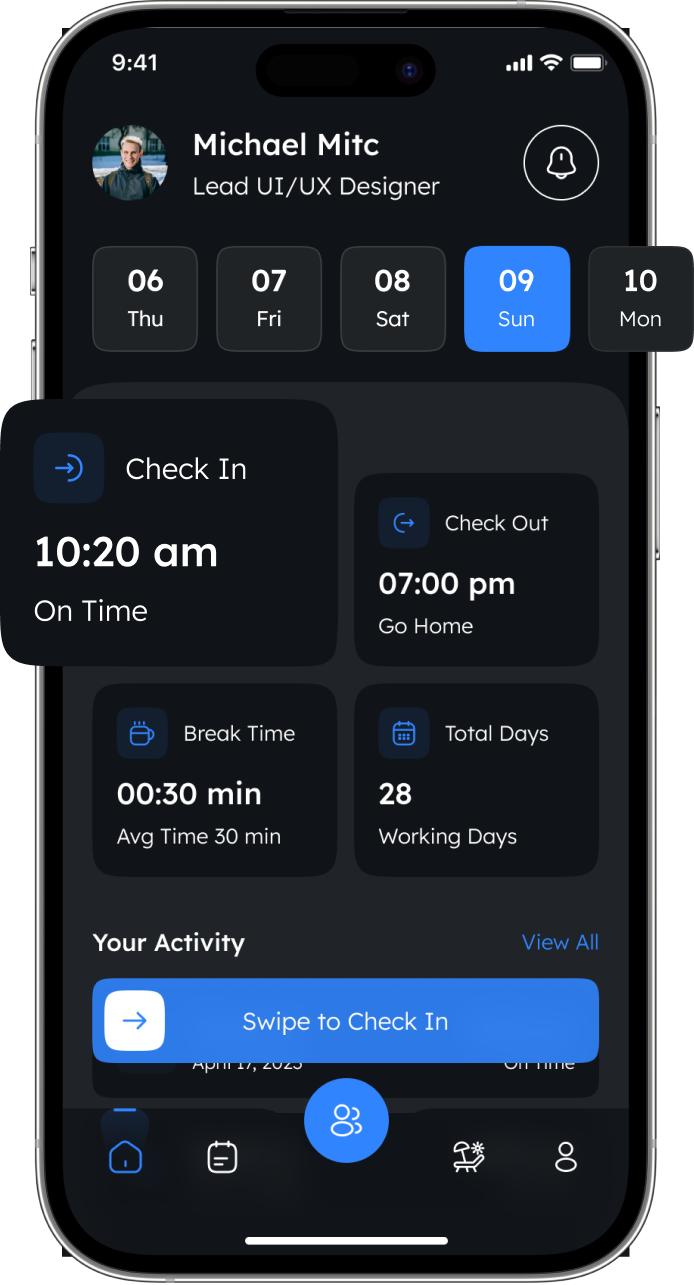 9:41
Michael Mitc
Lead UI/UX Designer
06 07 08 09 10
Thu Fri Sat Sun Mon
Check In
10:20 am
On Time
Check Out
07:00 pm
Go Home
Break Time
00:30 min
Avg Time 30 min
Total Days
28
Working Days
Your Activity View All
Swipe to Check In
April 17, 2023 On Time